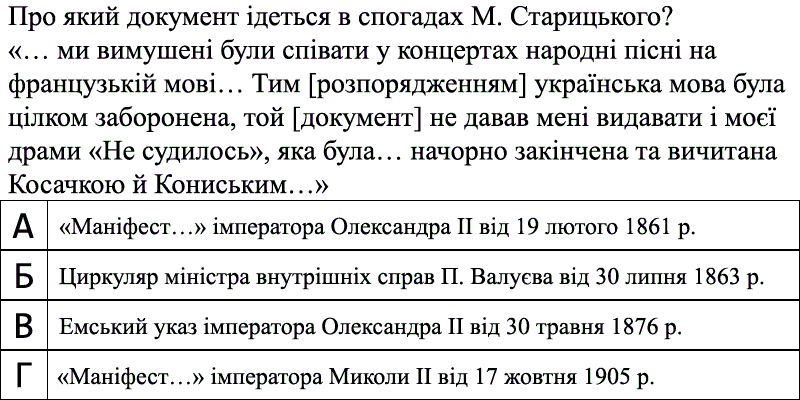 Про який документ ідеться в спогадах М. Старицького?
«… ми вимушені були співати у концертах народні пісні на
французькій мові… Тим [розпорядженням] українська мова була
цілком заборонена, той [документ] не давав мені видавати і моєї
драми «Не судилось», яка була… начорно закінчена та вичитана
Косачкою й Кониським…»
А «Маніфест…» імператора Олександра ІІ від 19 лютого 1861 р.
Б Циркуляр міністра внутрішніх справ П. Валуєва від 30 липня 1863 р.
В Емський указ імператора Олександра ІІ від 30 травня 1876 р.
Г «Маніфест…» імператора Миколи ІІ від 17 жовтня 1905 р.